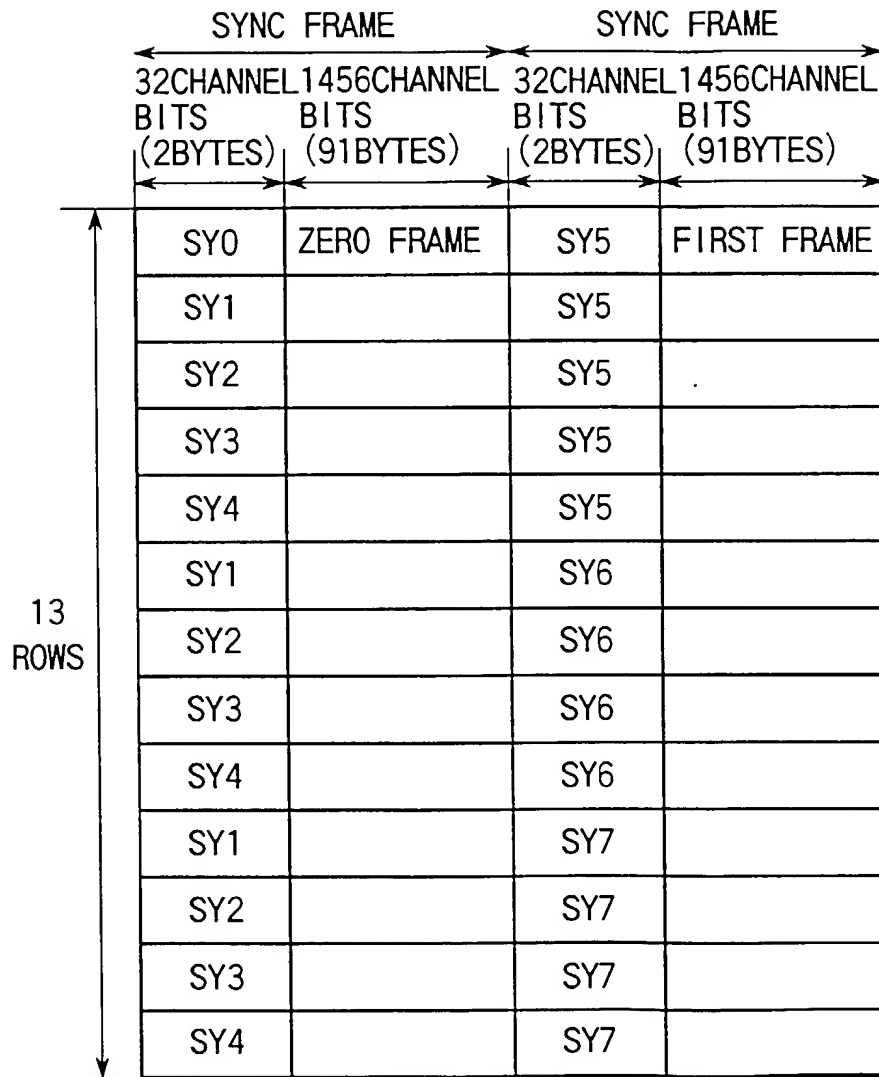 SYNC FRAME SYNC FRAME
32CHANNEL 1456CHANNEL 32CHANNEL 1456CHANNEL
BITS BITS BITS BITS
(2BYTES) (91BYTES) (2BYTES) (91BYTES)
SY0 ZERO FRAME SY5 FIRST FRAME
SY1 SY5
SY2 SY5
SY3 SY5
SY4 SY5
SY1 SY6
13
ROWS
SY2 SY6
SY3 SY6
SY4 SY6
SY1 SY7
SY2 SY7
SY3 SY7
SY4 SY7